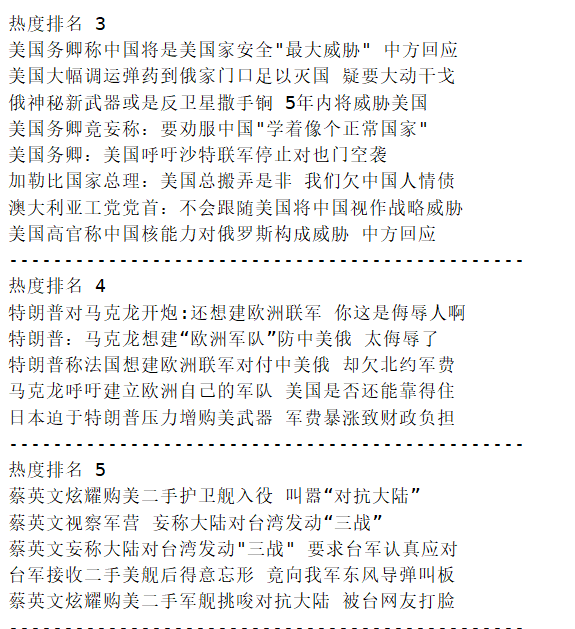 热度排名 3
美国务卿称中国将是美国家安全"最大威胁" 中方回应
美国大幅调运弹药到俄家门口足以灭国 疑要大动干戈
俄神秘新武器或是反卫星撒手锏 5年内将威胁美国
美国务卿竟妄称：要劝服中国"学着像个正常国家"
美国务卿：美国呼吁沙特联军停止对也门空袭
加勒比国家总理：美国总搬弄是非 我们欠中国人情债
澳大利亚工党党首：不会跟随美国将中国视作战略威胁
美国高官称中国核能力对俄罗斯构成威胁 中方回应
------------------------------------------
热度排名 4
特朗普对马克龙开炮:还想建欧洲联军 你这是侮辱人啊
特朗普：马克龙想建“欧洲军队”防中美俄 太侮辱了
特朗普称法国想建欧洲联军对付中美俄 却欠北约军费
马克龙呼吁建立欧洲自己的军队 美国是否还能靠得住
日本迫于特朗普压力增购美武器 军费暴涨致财政负担
------------------------------------------
热度排名 5
蔡英文炫耀购美二手护卫舰入役 叫嚣“对抗大陆”
蔡英文视察军营 妄称大陆对台湾发动“三战”
蔡英文妄称大陆对台湾发动"三战" 要求台军认真应对
台军接收二手美舰后得意忘形 竟向我军东风导弹叫板
蔡英文炫耀购美二手军舰挑唆对抗大陆 被台网友打脸
------------------------------------------